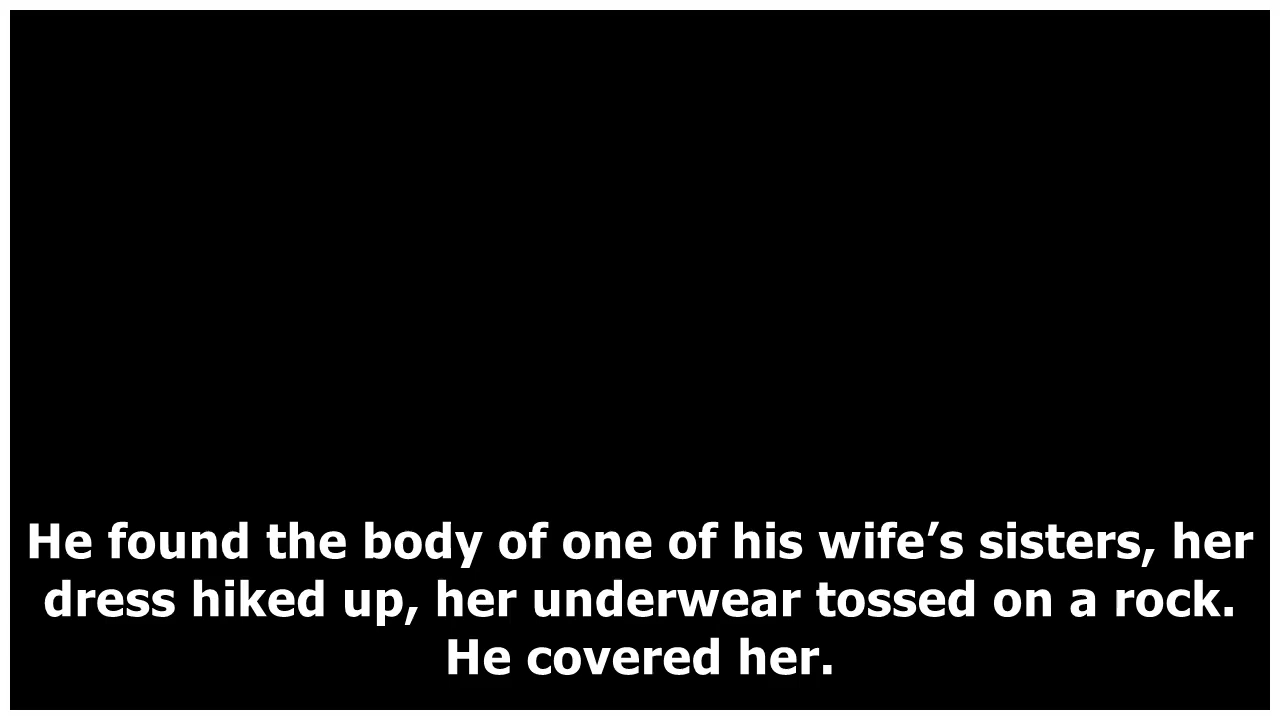 He found the body of one of his wife’s sisters, her
dress hiked up, her underwear tossed on a rock.
He covered her.